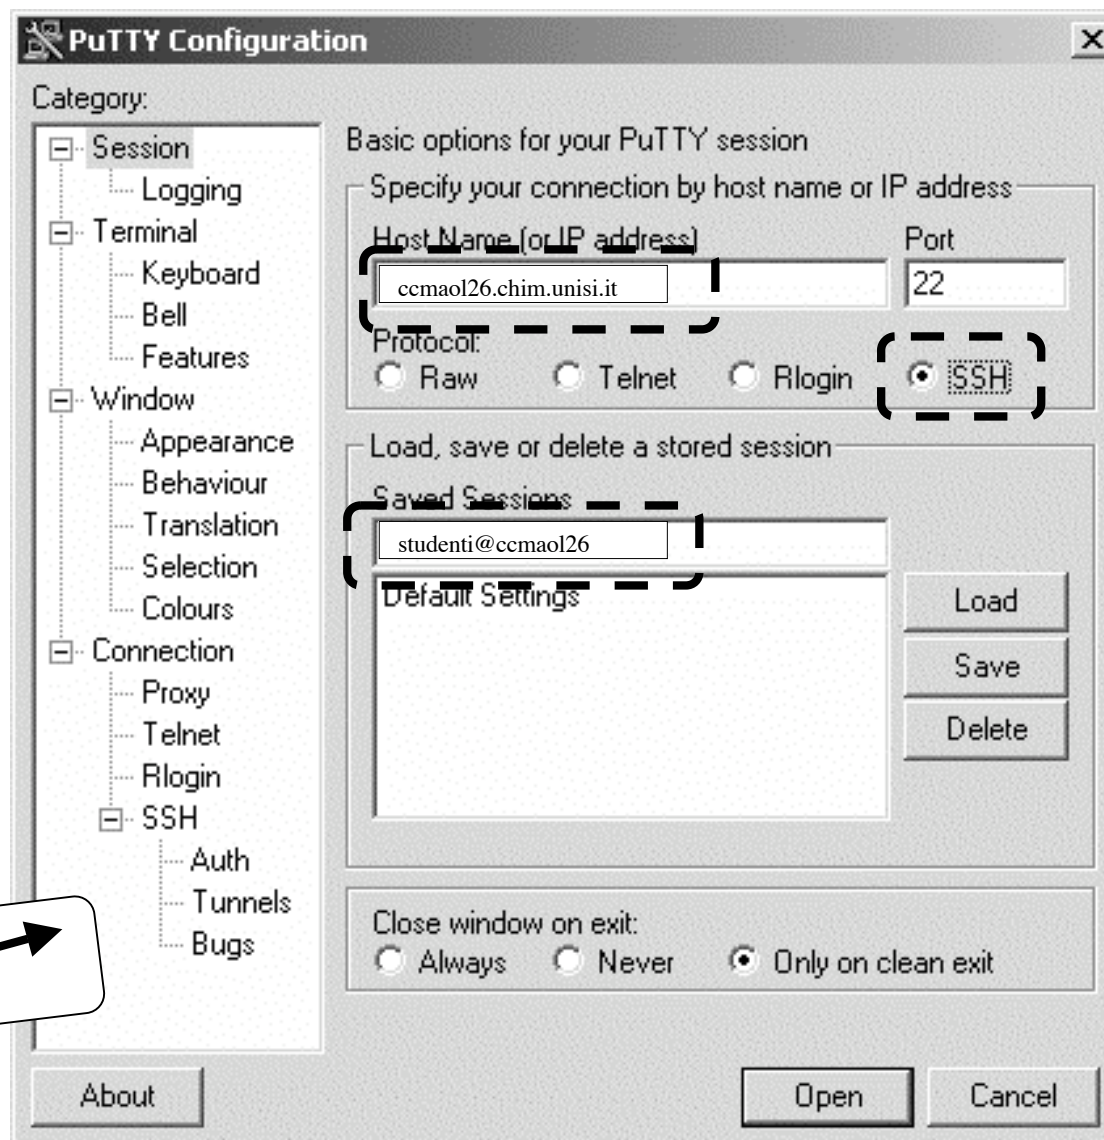 PuTTY Configuration
Category:
Session
Logging
Terminal
Keyboard
Bell
Features
Window
Appearance
Behaviour
Translation
Selection
Colours
Connection
Proxy
Telnet
Rlogin
SSH
Auth
Tunnels
Bugs
Basic options for your PuTTY session
Specify your connection by host name or IP address
Host Name (or IP address) Port
ccmaol26.chim.unisi.it 22
Protocol:
Raw Telnet Rlogin SSH
Load, save or delete a stored session
Saved Sessions
studenti@ccmaol26
Default Settings
Load
Save
Delete
Close window on exit:
Always Never Only on clean exit
About Open Cancel